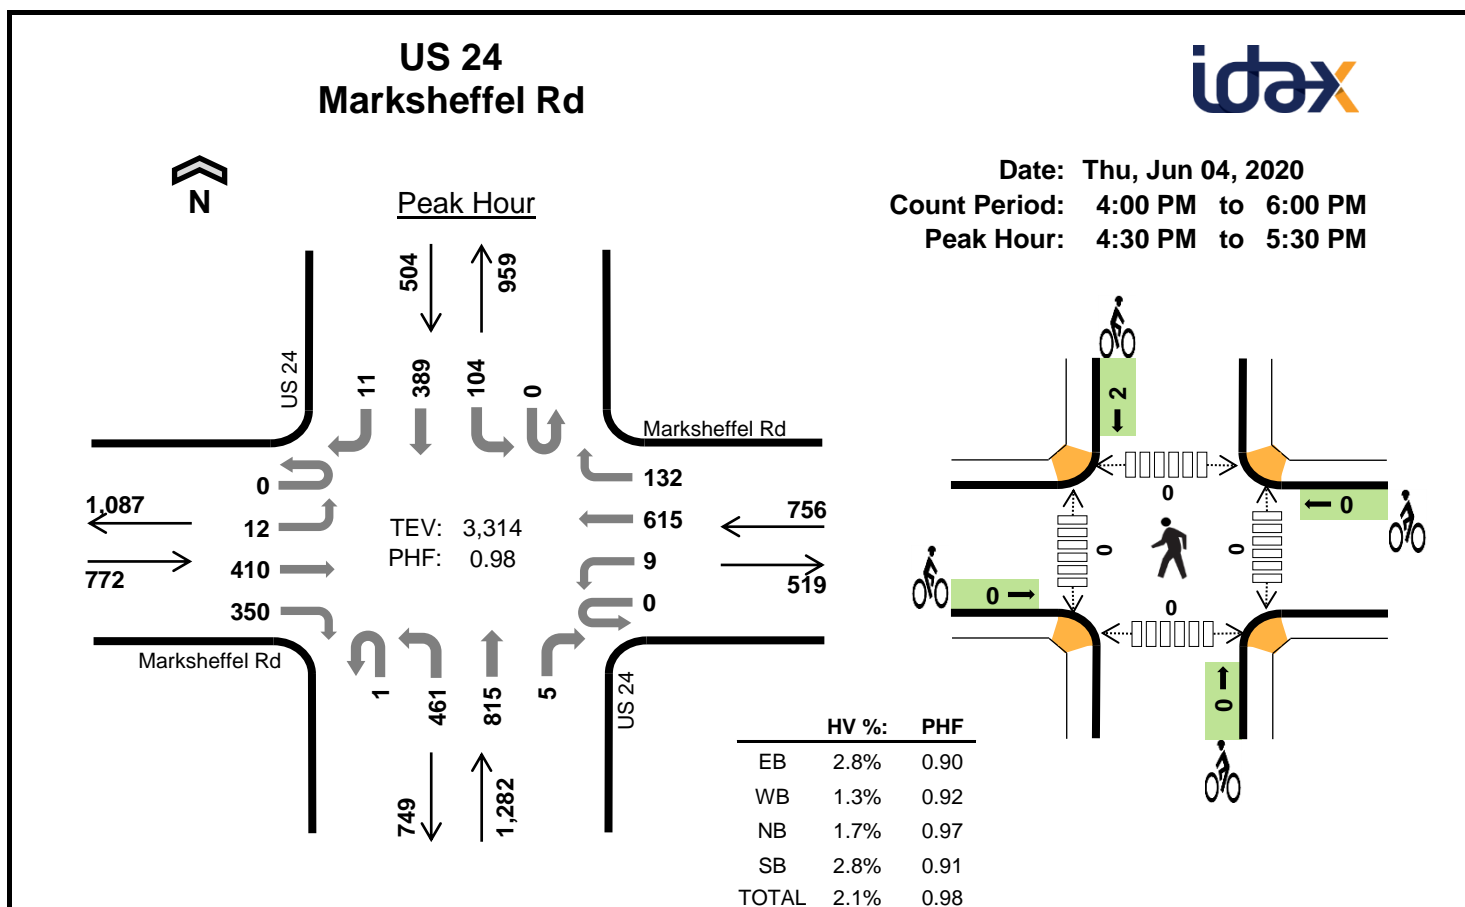 US 24
Marksheffel Rd
idax
Date: Thu, Jun 04, 2020
Count Period: 4:00 PM to 6:00 PM
Peak Hour: 4:30 PM to 5:30 PM
N
Peak Hour
504
959
US 24
11
389
104
0
Marksheffel Rd
0
12
410
350
1,087
772
TEV: 3,314
PHF: 0.98
132
615
9
0
756
519
Marksheffel Rd
1
461
815
5
US 24
749
1,282
HV %: PHF
EB 2.8% 0.90
WB 1.3% 0.92
NB 1.7% 0.97
SB 2.8% 0.91
TOTAL 2.1% 0.98
2
0
0
0
0
0
0
0